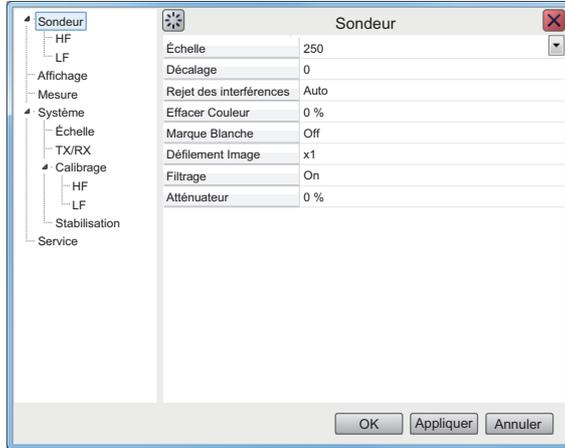 Sondeur
HF
LF
Affichage
Mesure
Système
Échelle
TX/RX
Calibrage
HF
LF
Stabilisation
Service
Sondeur
Échelle 250
Décalage 0
Rejet des interférences Auto
Effacer Couleur 0 %
Marque Blanche Off
Défilement Image x1
Filtrage On
Atténuateur 0 %
OK Appliquer Annuler